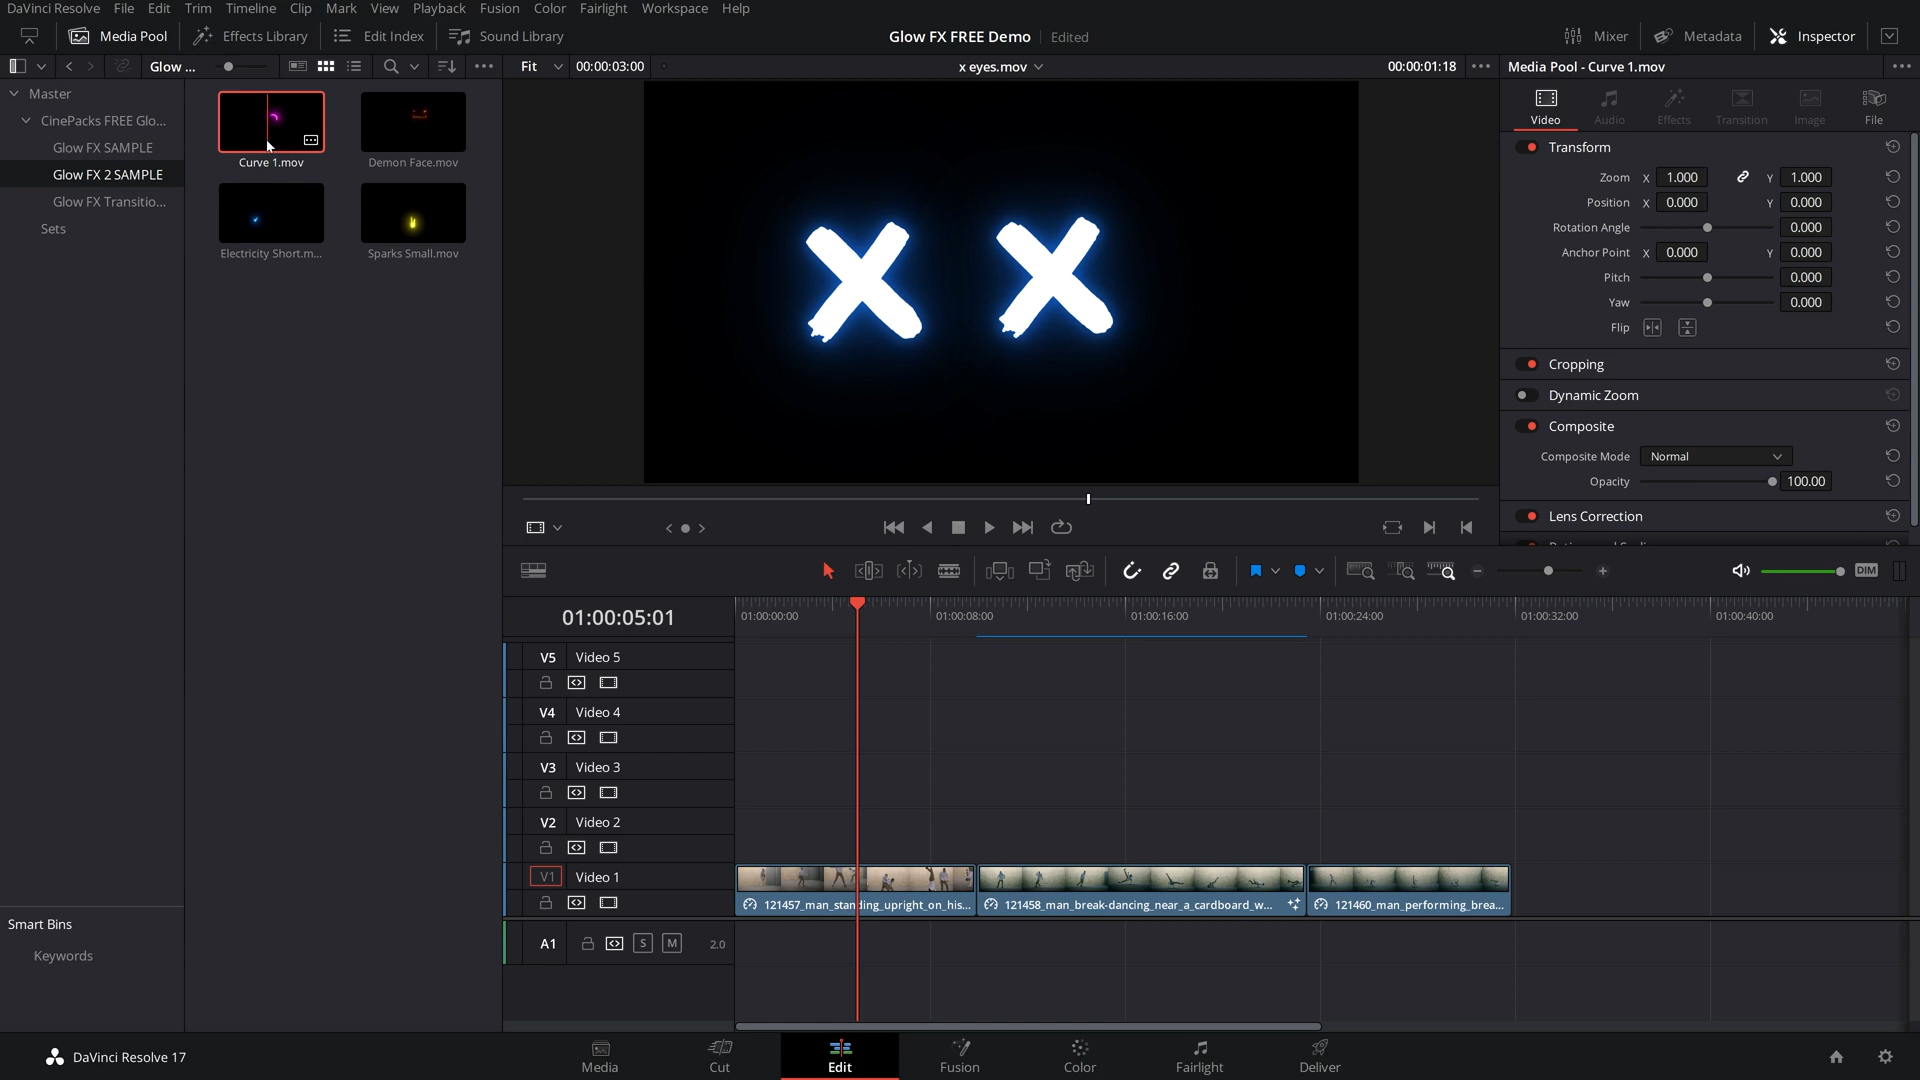 DaVinci Resolve File Edit Trim Timeline Clip Mark View Playback Fusion Color Fairlight Workspace Help
Media Pool Effects Library Edit Index Sound Library Glow FX FREE Demo Edited Mixer Metadata Inspector
Glow ... Fit 00:00:03:00 x eyes.mov 00:00:01:18 Media Pool - Curve 1.mov
Master
CinePacks FREE Glo...
Glow FX SAMPLE
Glow FX 2 SAMPLE
Glow FX Transitio...
Sets
Curve 1.mov Demon Face.mov
Electricity Short.m... Sparks Small.mov
Video Audio Effects Transition Image File
Transform
Zoom X 1.000 Y 1.000
Position X 0.000 Y 0.000
Rotation Angle 0.000
Anchor Point X 0.000 Y 0.000
Pitch 0.000
Yaw 0.000
Flip
Cropping
Dynamic Zoom
Composite
Composite Mode Normal
Opacity 100.00
Lens Correction
DIM
01:00:05:01 01:00:00:00 01:00:08:00 01:00:16:00 01:00:24:00 01:00:32:00 01:00:40:00
V5 Video 5
V4 Video 4
V3 Video 3
V2 Video 2
V1 Video 1
121457_man_standing_upright_on_his... 121458_man_break-dancing_near_a_cardboard_w... 121460_man_performing_brea...
A1 S M 2.0
Smart Bins
Keywords
DaVinci Resolve 17 Media Cut Edit Fusion Color Fairlight Deliver